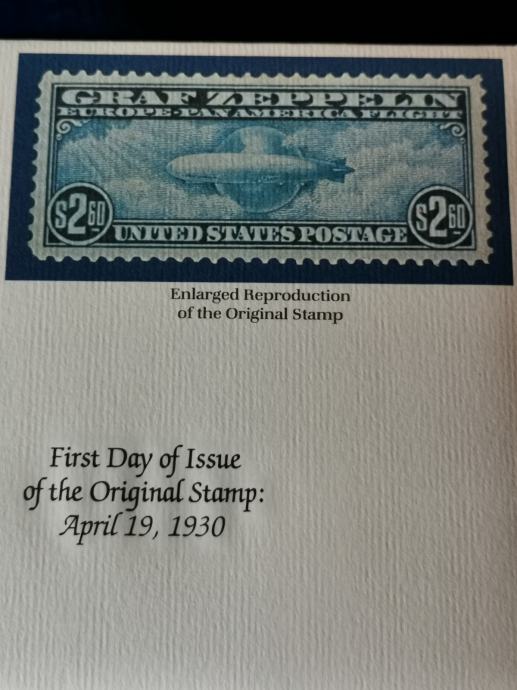 GRAF ZEPPELIN
EUROPE-PAN AMERICA FLIGHT
$2 60 $2 60
UNITED STATES POSTAGE
Enlarged Reproduction
of the Original Stamp
First Day of Issue
of the Original Stamp:
April 19, 1930